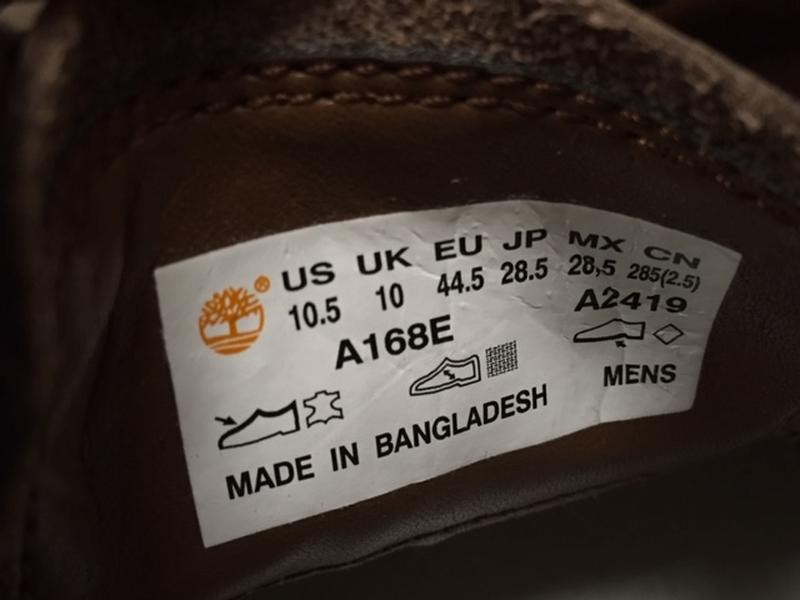 US UK EU JP MX CN
10.5 10 44.5 28.5 28,5 285(2.5)
A168E A2419
MENS
MADE IN BANGLADESH